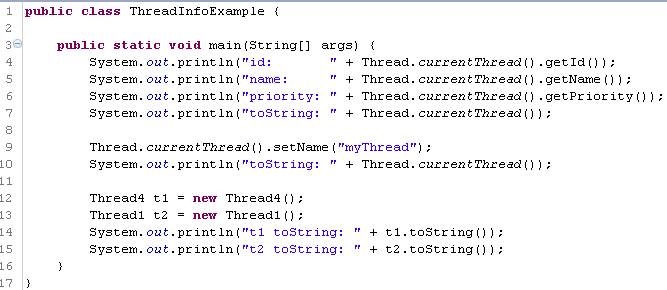 1 public class ThreadInfoExample {
2
3     public static void main(String[] args) {
4         System.out.println("id:       " + Thread.currentThread().getId());
5         System.out.println("name:     " + Thread.currentThread().getName());
6         System.out.println("priority: " + Thread.currentThread().getPriority());
7         System.out.println("toString: " + Thread.currentThread());
8
9         Thread.currentThread().setName("myThread");
10         System.out.println("toString: " + Thread.currentThread());
11
12         Thread4 t1 = new Thread4();
13         Thread1 t2 = new Thread1();
14         System.out.println("t1 toString: " + t1.toString());
15         System.out.println("t2 toString: " + t2.toString());
16     }
17 }